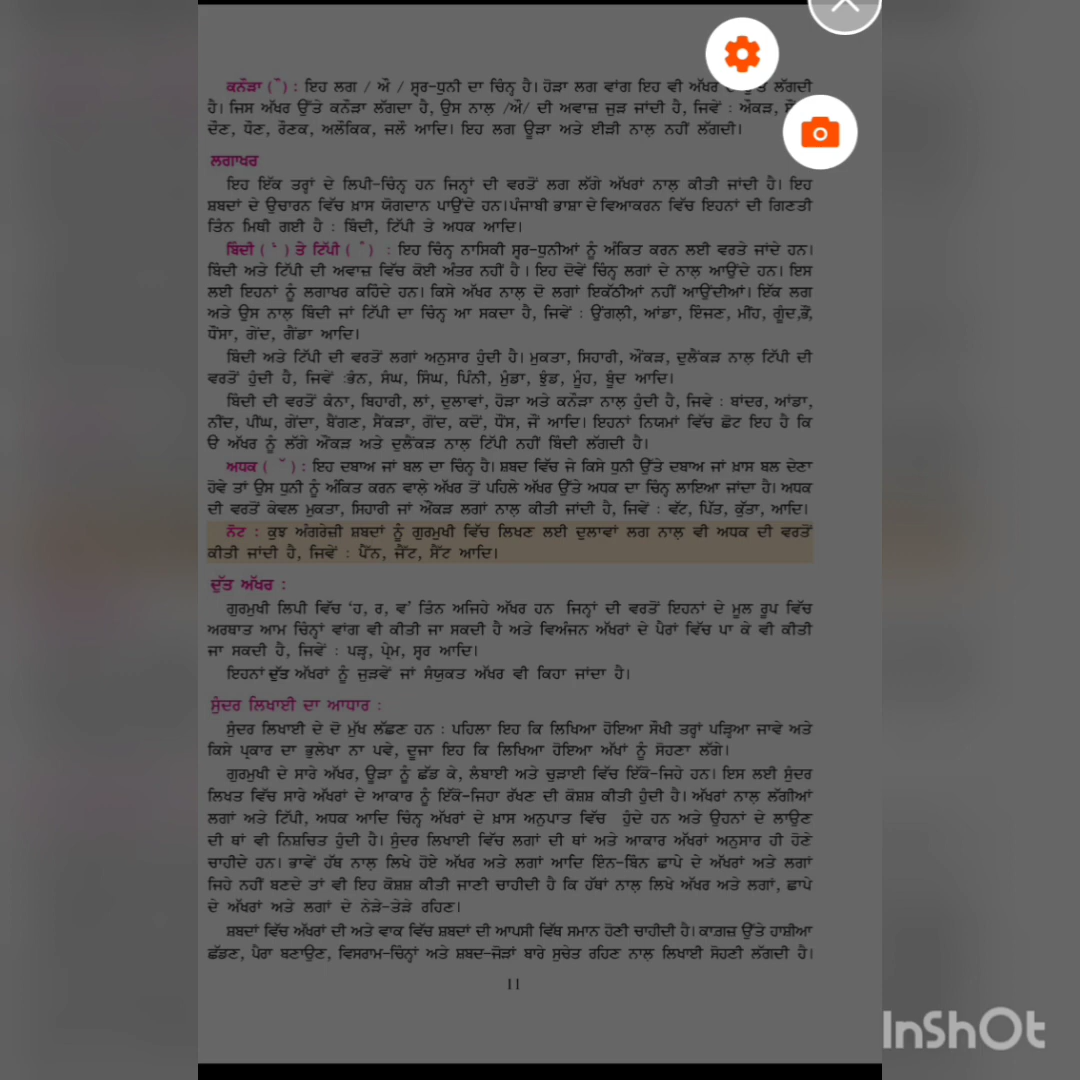 ਕਨੌੜਾ ( ੌ ) : ਇਹ ਲਗ / ਔ / ਸ੍ਵਰ-ਧੁਨੀ ਦਾ ਚਿੰਨ੍ਹ ਹੈ। ਹੋੜਾ ਲਗ ਵਾਂਗ ਇਹ ਵੀ ਅੱਖਰ ਲੱਗਦੀ
ਹੈ। ਜਿਸ ਅੱਖਰ ਉੱਤੇ ਕਨੌੜਾ ਲੱਗਦਾ ਹੈ, ਉਸ ਨਾਲ਼ /ਔ/ ਦੀ ਅਵਾਜ਼ ਜੁੜ ਜਾਂਦੀ ਹੈ, ਜਿਵੇਂ : ਔਕੜ,
ਦੌਣ, ਧੌਣ, ਰੌਣਕ, ਅਲੌਕਿਕ, ਜਲੌ ਆਦਿ। ਇਹ ਲਗ ਊੜਾ ਅਤੇ ਈੜੀ ਨਾਲ਼ ਨਹੀਂ ਲੱਗਦੀ।
ਲਗਾਖਰ
ਇਹ ਇੱਕ ਤਰ੍ਹਾਂ ਦੇ ਲਿਪੀ-ਚਿੰਨ੍ਹ ਹਨ ਜਿਨ੍ਹਾਂ ਦੀ ਵਰਤੋਂ ਲਗ ਲੱਗੇ ਅੱਖਰਾਂ ਨਾਲ਼ ਕੀਤੀ ਜਾਂਦੀ ਹੈ। ਇਹ
ਸ਼ਬਦਾਂ ਦੇ ਉਚਾਰਨ ਵਿੱਚ ਖ਼ਾਸ ਯੋਗਦਾਨ ਪਾਉਂਦੇ ਹਨ। ਪੰਜਾਬੀ ਭਾਸ਼ਾ ਦੇ ਵਿਆਕਰਨ ਵਿੱਚ ਇਹਨਾਂ ਦੀ ਗਿਣਤੀ
ਤਿੰਨ ਮਿਥੀ ਗਈ ਹੈ : ਬਿੰਦੀ, ਟਿੱਪੀ ਤੇ ਅਧਕ ਆਦਿ।
ਬਿੰਦੀ ( ਂ ) ਤੇ ਟਿੱਪੀ ( ੰ ) : ਇਹ ਚਿੰਨ੍ਹ ਨਾਸਿਕੀ ਸ੍ਵਰ-ਧੁਨੀਆਂ ਨੂੰ ਅੰਕਿਤ ਕਰਨ ਲਈ ਵਰਤੇ ਜਾਂਦੇ ਹਨ।
ਬਿੰਦੀ ਅਤੇ ਟਿੱਪੀ ਦੀ ਅਵਾਜ਼ ਵਿੱਚ ਕੋਈ ਅੰਤਰ ਨਹੀਂ ਹੈ । ਇਹ ਦੋਵੇਂ ਚਿੰਨ੍ਹ ਲਗਾਂ ਦੇ ਨਾਲ਼ ਆਉਂਦੇ ਹਨ। ਇਸ
ਲਈ ਇਹਨਾਂ ਨੂੰ ਲਗਾਖਰ ਕਹਿੰਦੇ ਹਨ। ਕਿਸੇ ਅੱਖਰ ਨਾਲ਼ ਦੋ ਲਗਾਂ ਇਕੱਠੀਆਂ ਨਹੀਂ ਆਉਂਦੀਆਂ। ਇੱਕ ਲਗ
ਅਤੇ ਉਸ ਨਾਲ਼ ਬਿੰਦੀ ਜਾਂ ਟਿੱਪੀ ਦਾ ਚਿੰਨ੍ਹ ਆ ਸਕਦਾ ਹੈ, ਜਿਵੇਂ : ਉਂਗਲ਼ੀ, ਆਂਡਾ, ਇੰਜਣ, ਮੀਂਹ, ਗੂੰਦ,ਭੌਂ,
ਧੌਂਸਾ, ਗੇਂਦ, ਗੈਂਡਾ ਆਦਿ।
ਬਿੰਦੀ ਅਤੇ ਟਿੱਪੀ ਦੀ ਵਰਤੋਂ ਲਗਾਂ ਅਨੁਸਾਰ ਹੁੰਦੀ ਹੈ। ਮੁਕਤਾ, ਸਿਹਾਰੀ, ਔਂਕੜ, ਦੁਲੈਂਕੜ ਨਾਲ਼ ਟਿੱਪੀ ਦੀ
ਵਰਤੋਂ ਹੁੰਦੀ ਹੈ, ਜਿਵੇਂ :ਭੰਨ, ਸੰਘ, ਸਿੰਘ, ਪਿੰਨੀ, ਮੁੰਡਾ, ਝੁੰਡ, ਮੂੰਹ, ਬੂੰਦ ਆਦਿ।
ਬਿੰਦੀ ਦੀ ਵਰਤੋਂ ਕੰਨਾ, ਬਿਹਾਰੀ, ਲਾਂ, ਦੁਲਾਵਾਂ, ਹੋੜਾ ਅਤੇ ਕਨੌੜਾ ਨਾਲ਼ ਹੁੰਦੀ ਹੈ, ਜਿਵੇ : ਬਾਂਦਰ, ਆਂਡਾ,
ਨੀਂਦ, ਪੀਂਘ, ਗੇਂਦਾ, ਬੈਂਗਣ, ਸੈਂਕੜਾ, ਗੋਂਦ, ਕਦੋਂ, ਧੌਂਸ, ਜੌਂ ਆਦਿ। ਇਹਨਾਂ ਨਿਯਮਾਂ ਵਿੱਚ ਛੋਟ ਇਹ ਹੈ ਕਿ
ੳ ਅੱਖਰ ਨੂੰ ਲੱਗੇ ਔਂਕੜ ਅਤੇ ਦੁਲੈਂਕੜ ਨਾਲ਼ ਟਿੱਪੀ ਨਹੀਂ ਬਿੰਦੀ ਲੱਗਦੀ ਹੈ।
ਅਧਕ ( ੱ ) : ਇਹ ਦਬਾਅ ਜਾਂ ਬਲ ਦਾ ਚਿੰਨ੍ਹ ਹੈ। ਸ਼ਬਦ ਵਿੱਚ ਜੇ ਕਿਸੇ ਧੁਨੀ ਉੱਤੇ ਦਬਾਅ ਜਾਂ ਖ਼ਾਸ ਬਲ ਦੇਣਾ
ਹੋਵੇ ਤਾਂ ਉਸ ਧੁਨੀ ਨੂੰ ਅੰਕਿਤ ਕਰਨ ਵਾਲ਼ੇ ਅੱਖਰ ਤੋਂ ਪਹਿਲੇ ਅੱਖਰ ਉੱਤੇ ਅਧਕ ਦਾ ਚਿੰਨ੍ਹ ਲਾਇਆ ਜਾਂਦਾ ਹੈ। ਅਧਕ
ਦੀ ਵਰਤੋਂ ਕੇਵਲ ਮੁਕਤਾ, ਸਿਹਾਰੀ ਜਾਂ ਔਂਕੜ ਲਗਾਂ ਨਾਲ਼ ਕੀਤੀ ਜਾਂਦੀ ਹੈ, ਜਿਵੇਂ : ਵੱਟ, ਪਿੱਤ, ਕੁੱਤਾ, ਆਦਿ।
ਨੋਟ : ਕੁਝ ਅੰਗਰੇਜ਼ੀ ਸ਼ਬਦਾਂ ਨੂੰ ਗੁਰਮੁਖੀ ਵਿੱਚ ਲਿਖਣ ਲਈ ਦੁਲਾਵਾਂ ਲਗ ਨਾਲ਼ ਵੀ ਅਧਕ ਦੀ ਵਰਤੋਂ
ਕੀਤੀ ਜਾਂਦੀ ਹੈ, ਜਿਵੇਂ : ਪੈੱਨ, ਜੈੱਟ, ਸੈੱਟ ਆਦਿ।
ਦੁੱਤ ਅੱਖਰ :
ਗੁਰਮੁਖੀ ਲਿਪੀ ਵਿੱਚ ‘ਹ, ਰ, ਵ’ ਤਿੰਨ ਅਜਿਹੇ ਅੱਖਰ ਹਨ ਜਿਨ੍ਹਾਂ ਦੀ ਵਰਤੋਂ ਇਹਨਾਂ ਦੇ ਮੂਲ ਰੂਪ ਵਿੱਚ
ਅਰਥਾਤ ਆਮ ਚਿੰਨ੍ਹਾਂ ਵਾਂਗ ਵੀ ਕੀਤੀ ਜਾ ਸਕਦੀ ਹੈ ਅਤੇ ਵਿਅੰਜਨ ਅੱਖਰਾਂ ਦੇ ਪੈਰਾਂ ਵਿੱਚ ਪਾ ਕੇ ਵੀ ਕੀਤੀ
ਜਾ ਸਕਦੀ ਹੈ, ਜਿਵੇਂ : ਪੜ੍ਹ, ਪ੍ਰੇਮ, ਸ੍ਵਰ ਆਦਿ।
ਇਹਨਾਂ ਦੁੱਤ ਅੱਖਰਾਂ ਨੂੰ ਜੁੜਵੇਂ ਜਾਂ ਸੰਯੁਕਤ ਅੱਖਰ ਵੀ ਕਿਹਾ ਜਾਂਦਾ ਹੈ।
ਸੁੰਦਰ ਲਿਖਾਈ ਦਾ ਆਧਾਰ :
ਸੁੰਦਰ ਲਿਖਾਈ ਦੇ ਦੋ ਮੁੱਖ ਲੱਛਣ ਹਨ : ਪਹਿਲਾ ਇਹ ਕਿ ਲਿਖਿਆ ਹੋਇਆ ਸੌਖੀ ਤਰ੍ਹਾਂ ਪੜ੍ਹਿਆ ਜਾਵੇ ਅਤੇ
ਕਿਸੇ ਪ੍ਰਕਾਰ ਦਾ ਭੁਲੇਖਾ ਨਾ ਪਵੇ, ਦੂਜਾ ਇਹ ਕਿ ਲਿਖਿਆ ਹੋਇਆ ਅੱਖਾਂ ਨੂੰ ਸੋਹਣਾ ਲੱਗੇ।
ਗੁਰਮੁਖੀ ਦੇ ਸਾਰੇ ਅੱਖਰ, ਊੜਾ ਨੂੰ ਛੱਡ ਕੇ, ਲੰਬਾਈ ਅਤੇ ਚੁੜਾਈ ਵਿੱਚ ਇੱਕੋ-ਜਿਹੇ ਹਨ। ਇਸ ਲਈ ਸੁੰਦਰ
ਲਿਖਤ ਵਿੱਚ ਸਾਰੇ ਅੱਖਰਾਂ ਦੇ ਆਕਾਰ ਨੂੰ ਇੱਕੋ-ਜਿਹਾ ਰੱਖਣ ਦੀ ਕੋਸ਼ਸ਼ ਕੀਤੀ ਹੁੰਦੀ ਹੈ। ਅੱਖਰਾਂ ਨਾਲ਼ ਲੱਗੀਆਂ
ਲਗਾਂ ਅਤੇ ਟਿੱਪੀ, ਅਧਕ ਆਦਿ ਚਿੰਨ੍ਹ ਅੱਖਰਾਂ ਦੇ ਖ਼ਾਸ ਅਨੁਪਾਤ ਵਿੱਚ ਹੁੰਦੇ ਹਨ ਅਤੇ ਉਹਨਾਂ ਦੇ ਲਾਉਣ
ਦੀ ਥਾਂ ਵੀ ਨਿਸ਼ਚਿਤ ਹੁੰਦੀ ਹੈ। ਸੁੰਦਰ ਲਿਖਾਈ ਵਿੱਚ ਲਗਾਂ ਦੀ ਥਾਂ ਅਤੇ ਆਕਾਰ ਅੱਖਰਾਂ ਅਨੁਸਾਰ ਹੀ ਹੋਣੇ
ਚਾਹੀਦੇ ਹਨ। ਭਾਵੇਂ ਹੱਥ ਨਾਲ਼ ਲਿਖੇ ਹੋਏ ਅੱਖਰ ਅਤੇ ਲਗਾਂ ਆਦਿ ਇੰਨ-ਬਿੰਨ ਛਾਪੇ ਦੇ ਅੱਖਰਾਂ ਅਤੇ ਲਗਾਂ
ਜਿਹੇ ਨਹੀਂ ਬਣਦੇ ਤਾਂ ਵੀ ਇਹ ਕੋਸ਼ਸ਼ ਕੀਤੀ ਜਾਣੀ ਚਾਹੀਦੀ ਹੈ ਕਿ ਹੱਥਾਂ ਨਾਲ਼ ਲਿਖੇ ਅੱਖਰ ਅਤੇ ਲਗਾਂ, ਛਾਪੇ
ਦੇ ਅੱਖਰਾਂ ਅਤੇ ਲਗਾਂ ਦੇ ਨੇੜੇ-ਤੇੜੇ ਰਹਿਣ।
ਸ਼ਬਦਾਂ ਵਿੱਚ ਅੱਖਰਾਂ ਦੀ ਅਤੇ ਵਾਕ ਵਿੱਚ ਸ਼ਬਦਾਂ ਦੀ ਆਪਸੀ ਵਿੱਥ ਸਮਾਨ ਹੋਣੀ ਚਾਹੀਦੀ ਹੈ। ਕਾਗ਼ਜ਼ ਉੱਤੇ ਹਾਸ਼ੀਆ
ਛੱਡਣ, ਪੈਰਾ ਬਣਾਉਣ, ਵਿਸਰਾਮ-ਚਿੰਨ੍ਹਾਂ ਅਤੇ ਸ਼ਬਦ-ਜੋੜਾਂ ਬਾਰੇ ਸੁਚੇਤ ਰਹਿਣ ਨਾਲ਼ ਲਿਖਾਈ ਸੋਹਣੀ ਲੱਗਦੀ ਹੈ।
11
InShOt